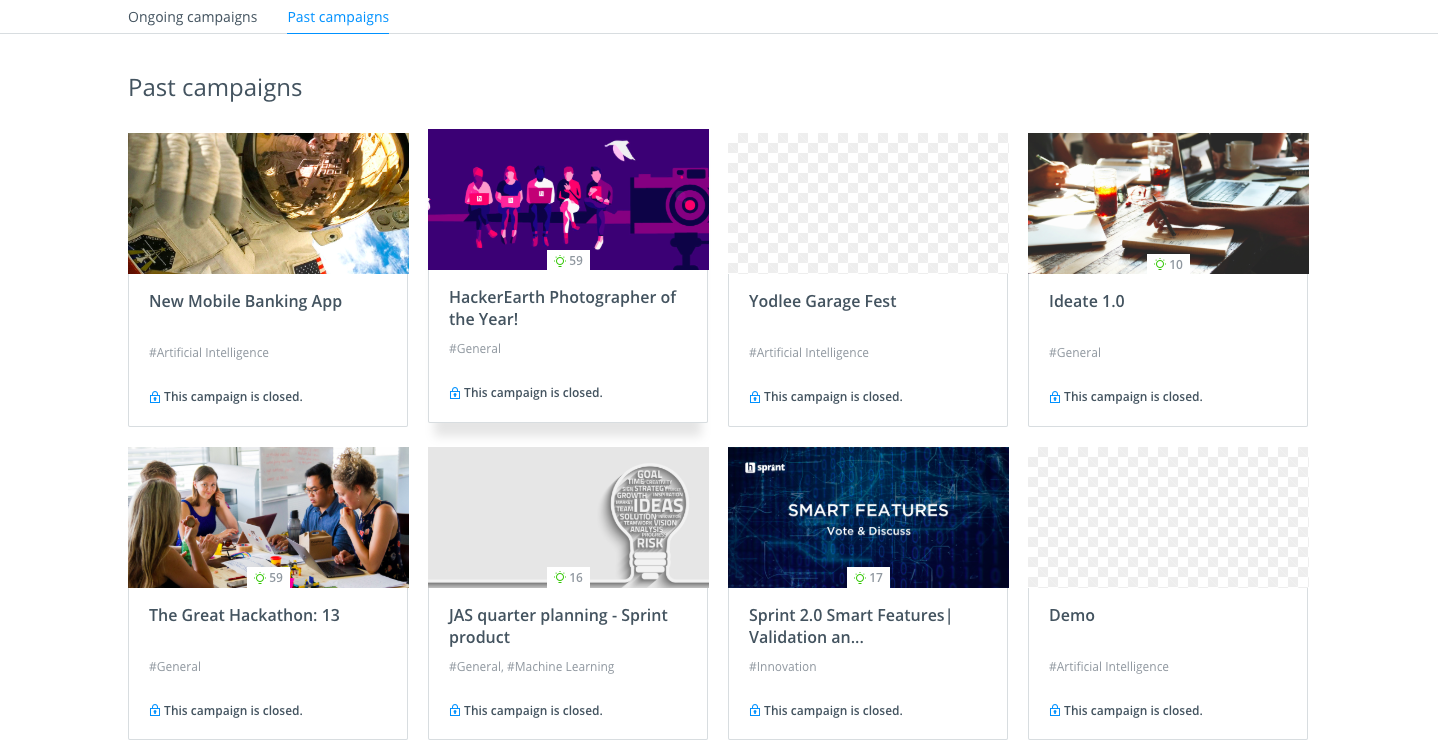 Ongoing campaigns
Past campaigns
Past campaigns
59
10
New Mobile Banking App
HackerEarth Photographer of
the Year!
Yodlee Garage Fest
Ideate 1.0
#Artificial Intelligence
#General
#Artificial Intelligence
#General
This campaign is closed.
This campaign is closed.
This campaign is closed.
This campaign is closed.
GOAL
TIME CREATIVITY
STRATEGY
GROWTH INSPIRATION
TEAM IDEAS
SOLUTION
TEAMWORK VISION
ANALYSIS
PROGRESS
RISK
h sprint
SMART FEATURES
Vote & Discuss
59
16
17
The Great Hackathon: 13
JAS quarter planning - Sprint
product
Sprint 2.0 Smart Features|
Validation an...
Demo
#General
#General, #Machine Learning
#Innovation
#Artificial Intelligence
This campaign is closed.
This campaign is closed.
This campaign is closed.
This campaign is closed.